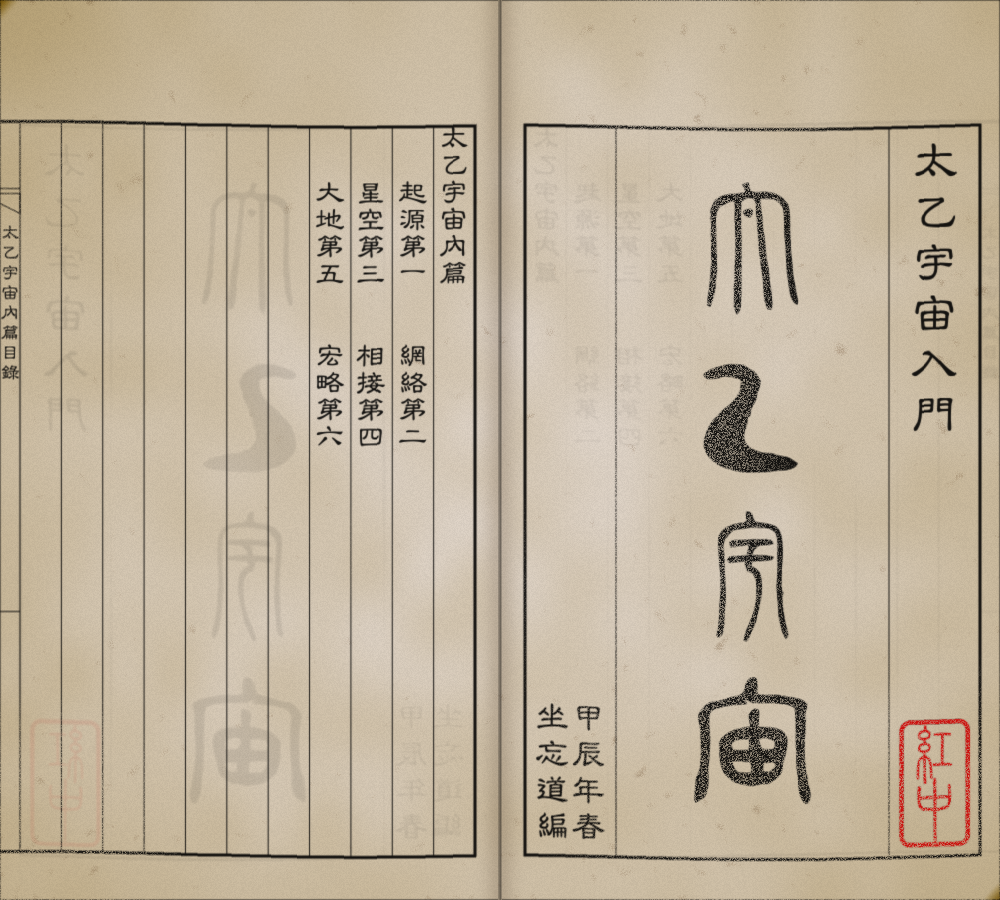 太乙宇宙入門
太乙宇宙
甲辰年春
坐忘道編
紅中
太乙宇宙內篇
起源第一　網絡第二
星空第三　相接第四
大地第五　宏略第六
太乙宇宙內篇目錄